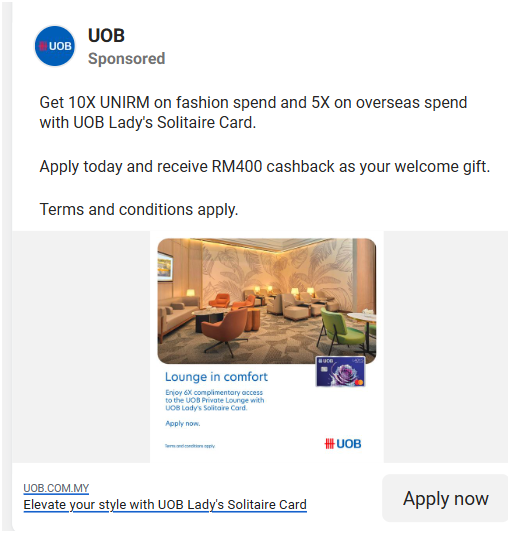 UOB
UOB
Sponsored
Get 10X UNIRM on fashion spend and 5X on overseas spend
with UOB Lady's Solitaire Card.
Apply today and receive RM400 cashback as your welcome gift.
Terms and conditions apply.
UOB
Lounge in comfort
Enjoy 6X complimentary access
to the UOB Private Lounge with
UOB Lady's Solitaire Card.
Apply now.
Terms and conditions apply.
UOB
UOB.COM.MY
Elevate your style with UOB Lady's Solitaire Card
Apply now